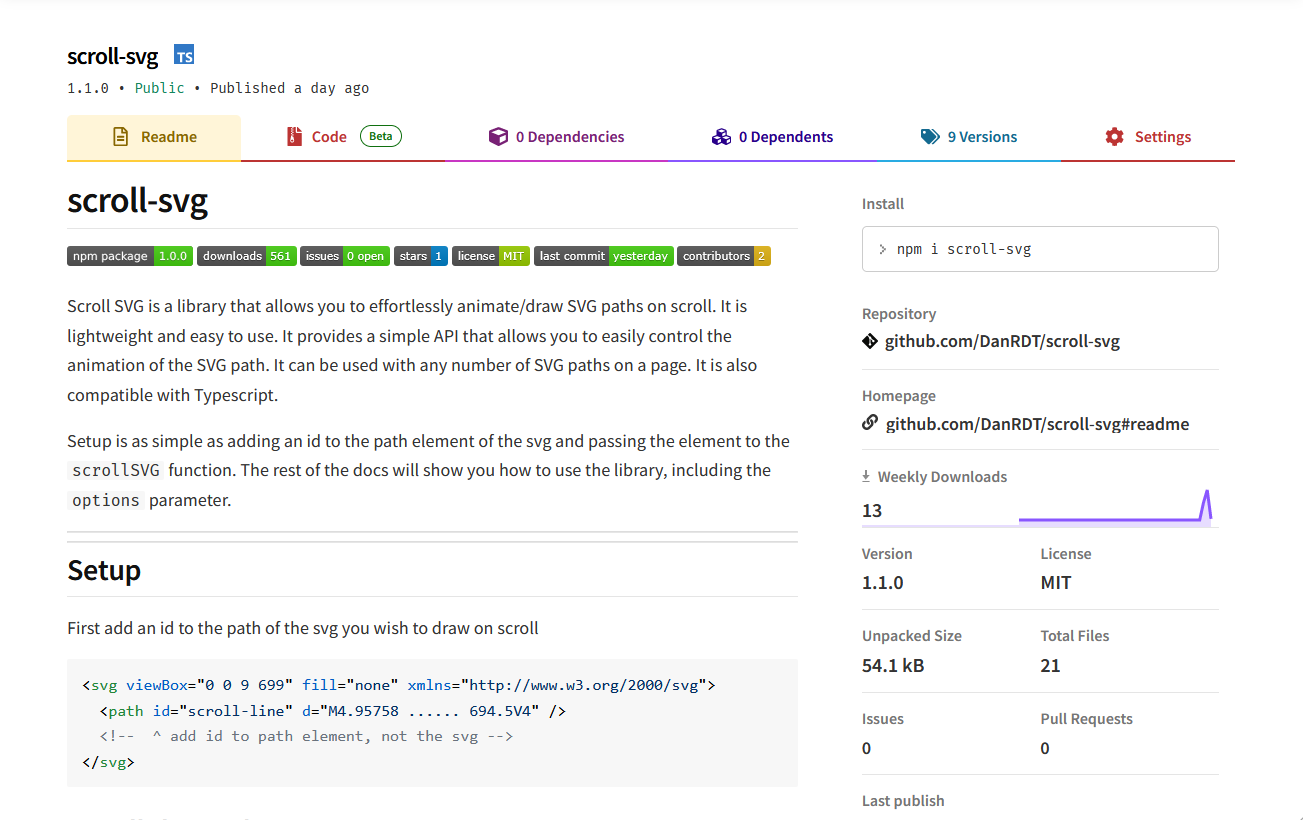 scroll-svg TS
1.1.0 • Public • Published a day ago
Readme
Code Beta
0 Dependencies
0 Dependents
9 Versions
Settings
scroll-svg
npm package 1.0.0 downloads 561 issues 0 open stars 1 license MIT last commit yesterday contributors 2
Scroll SVG is a library that allows you to effortlessly animate/draw SVG paths on scroll. It is
lightweight and easy to use. It provides a simple API that allows you to easily control the
animation of the SVG path. It can be used with any number of SVG paths on a page. It is also
compatible with Typescript.
Setup is as simple as adding an id to the path element of the svg and passing the element to the
scrollSVG function. The rest of the docs will show you how to use the library, including the
options parameter.
Setup
First add an id to the path of the svg you wish to draw on scroll
<svg viewBox="0 0 9 699" fill="none" xmlns="http://www.w3.org/2000/svg">
<path id="scroll-line" d="M4.95758 ...... 694.5V4" />
<!--  ^ add id to path element, not the svg -->
</svg>
Install
> npm i scroll-svg
Repository
github.com/DanRDT/scroll-svg
Homepage
github.com/DanRDT/scroll-svg#readme
Weekly Downloads
13
Version
1.1.0
License
MIT
Unpacked Size
54.1 kB
Total Files
21
Issues
0
Pull Requests
0
Last publish